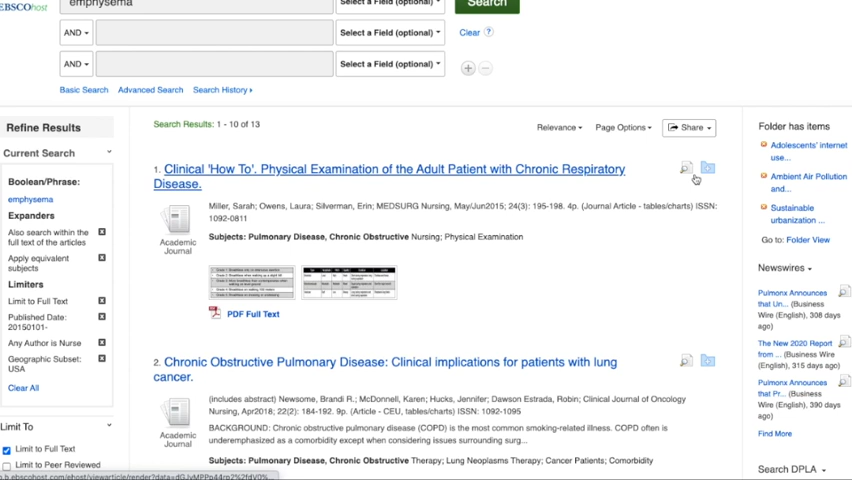 EBSCOhost
emphysema
Select a Field (optional)
Search
AND
Select a Field (optional)
Clear
?
AND
Select a Field (optional)
Basic Search
Advanced Search
Search History
Refine Results
Current Search
Boolean/Phrase:
emphysema
Expanders
Also search within the
full text of the articles
Apply equivalent
subjects
Limiters
Limit to Full Text
Published Date:
20150101-
Any Author is Nurse
Geographic Subset:
USA
Clear All
Limit To
Limit to Full Text
Limit to Peer Reviewed
Search Results: 1 - 10 of 13
Relevance
Page Options
Share
1. Clinical 'How To'. Physical Examination of the Adult Patient with Chronic Respiratory
Disease.
Miller, Sarah; Owens, Laura; Silverman, Erin; MEDSURG Nursing, May/Jun2015; 24(3): 195-198. 4p. (Journal Article - tables/charts) ISSN:
1092-0811
Academic
Journal
Subjects: Pulmonary Disease, Chronic Obstructive Nursing; Physical Examination
PDF Full Text
2. Chronic Obstructive Pulmonary Disease: Clinical implications for patients with lung
cancer.
(includes abstract) Newsome, Brandi R.; McDonnell, Karen; Hucks, Jennifer; Dawson Estrada, Robin; Clinical Journal of Oncology
Nursing, Apr2018; 22(2): 184-192. 9p. (Article - CEU, tables/charts) ISSN: 1092-1095
Academic
Journal
BACKGROUND: Chronic obstructive pulmonary disease (COPD) is the most common smoking-related illness. COPD often is
underemphasized as a comorbidity except when considering issues surrounding surg...
Subjects: Pulmonary Disease, Chronic Obstructive Therapy; Lung Neoplasms Therapy; Cancer Patients; Comorbidity
Folder has items
Adolescents' internet
use...
Ambient Air Pollution
and...
Sustainable
urbanization ...
Go to: Folder View
Newswires
Pulmonx Announces
that Un... (Business
Wire (English), 308 days
ago)
The New 2020 Report
from ... (Business Wire
(English), 315 days ago)
Pulmonx Announces
that Pr... (Business
Wire (English), 390 days
ago)
Find More
Search DPLA